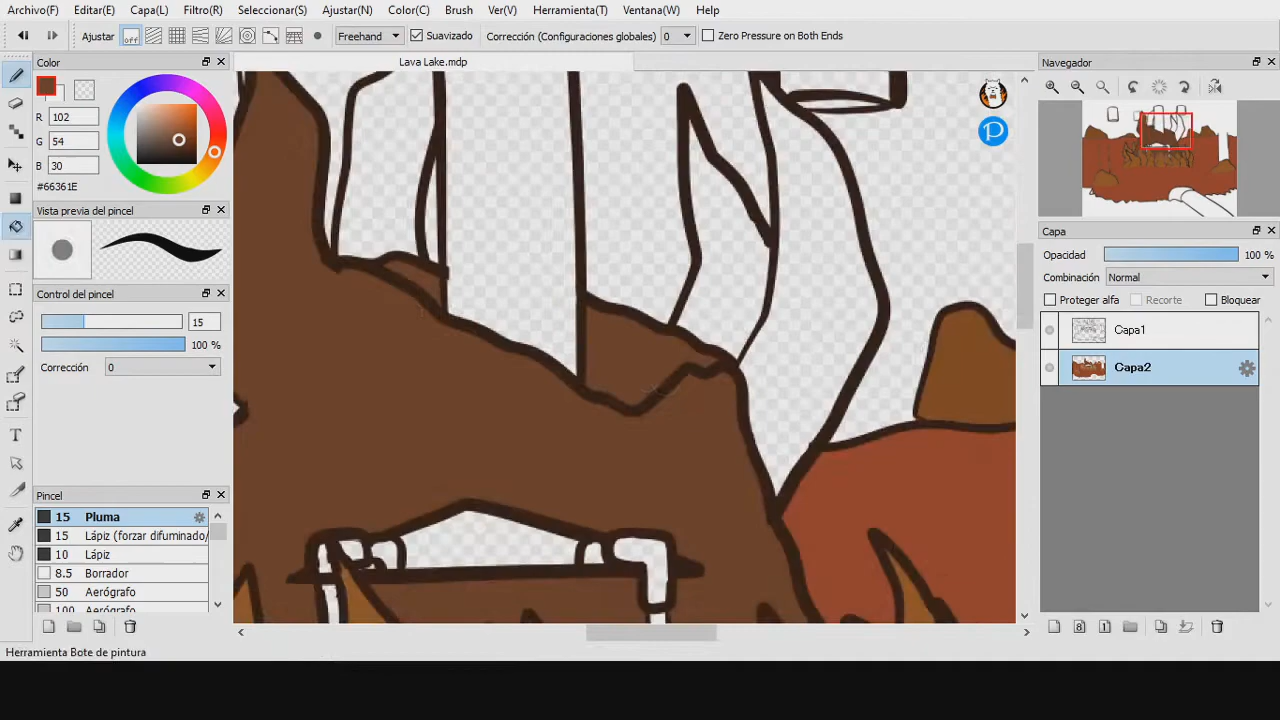 Archivo(F) Editar(E) Capa(L) Filtro(R) Seleccionar(S) Ajustar(N) Color(C) Brush Ver(V) Herramienta(T) Ventana(W) Help
Ajustar off Freehand Suavizado Corrección (Configuraciones globales) 0 Zero Pressure on Both Ends
Color
Lava Lake.mdp
Navegador
R 102
G 54
B 30
#66361E
Vista previa del pincel
Control del pincel
15
100 %
Corrección 0
Capa
Opacidad 100 %
Combinación Normal
Proteger alfa Recorte Bloquear
Capa1
Capa2
Pincel
15 Pluma
15 Lápiz (forzar difuminado/
10 Lápiz
8.5 Borrador
50 Aerógrafo
100 Aerógrafo
8 1
T
P
Herramienta Bote de pintura